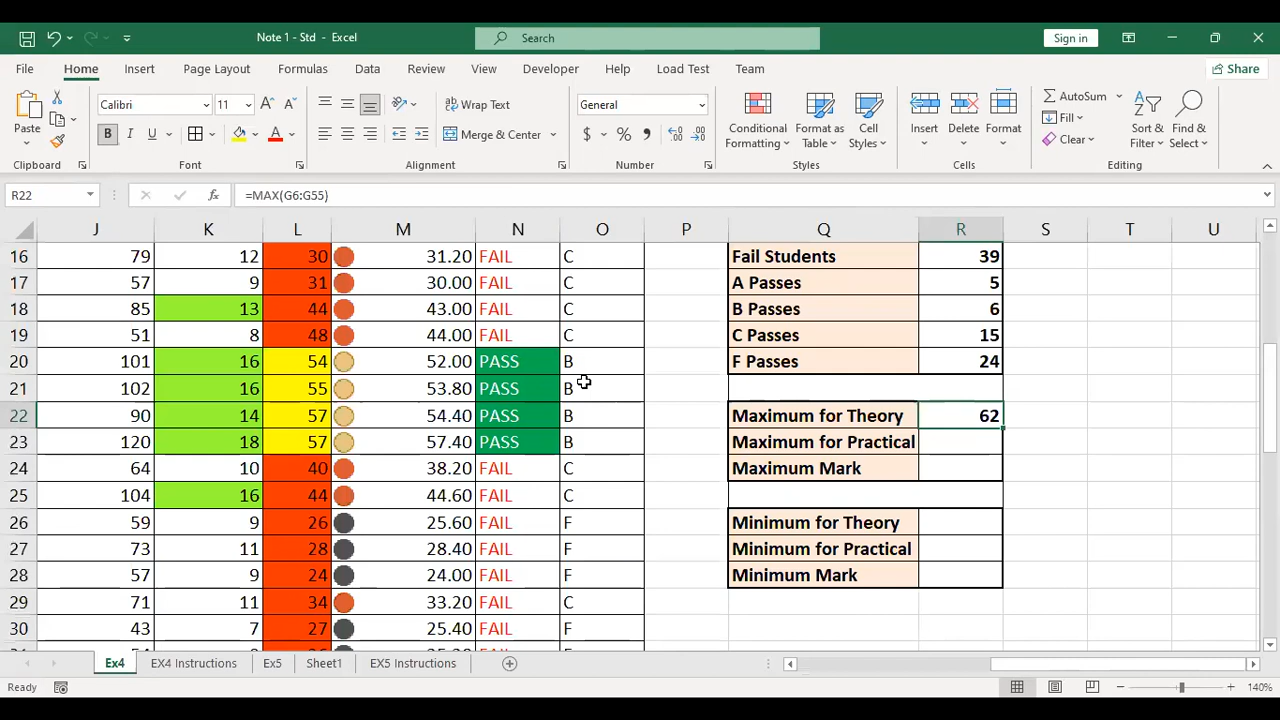 Note 1 - Std - Excel
Search
Sign in
File Home Insert Page Layout Formulas Data Review View Developer Help Load Test Team
Share
Paste
Calibri 11
B I U A
Wrap Text
Merge & Center
General
$ % ,
Conditional Formatting
Format as Table
Cell Styles
Insert
Delete
Format
AutoSum
Fill
Clear
Sort & Filter
Find & Select
Clipboard Font Alignment Number Styles Cells Editing
R22 fx =MAX(G6:G55)
J K L M N O P Q R S T U
16 79 12 30 31.20 FAIL C Fail Students 39
17 57 9 31 30.00 FAIL C A Passes 5
18 85 13 44 43.00 FAIL C B Passes 6
19 51 8 48 44.00 FAIL C C Passes 15
20 101 16 54 52.00 PASS B F Passes 24
21 102 16 55 53.80 PASS B
22 90 14 57 54.40 PASS B Maximum for Theory 62
23 120 18 57 57.40 PASS B Maximum for Practical
24 64 10 40 38.20 FAIL C Maximum Mark
25 104 16 44 44.60 FAIL C
26 59 9 26 25.60 FAIL F Minimum for Theory
27 73 11 28 28.40 FAIL F Minimum for Practical
28 57 9 24 24.00 FAIL F Minimum Mark
29 71 11 34 33.20 FAIL C
30 43 7 27 25.40 FAIL F
Ex4 EX4 Instructions Ex5 Sheet1 EX5 Instructions
Ready 140%